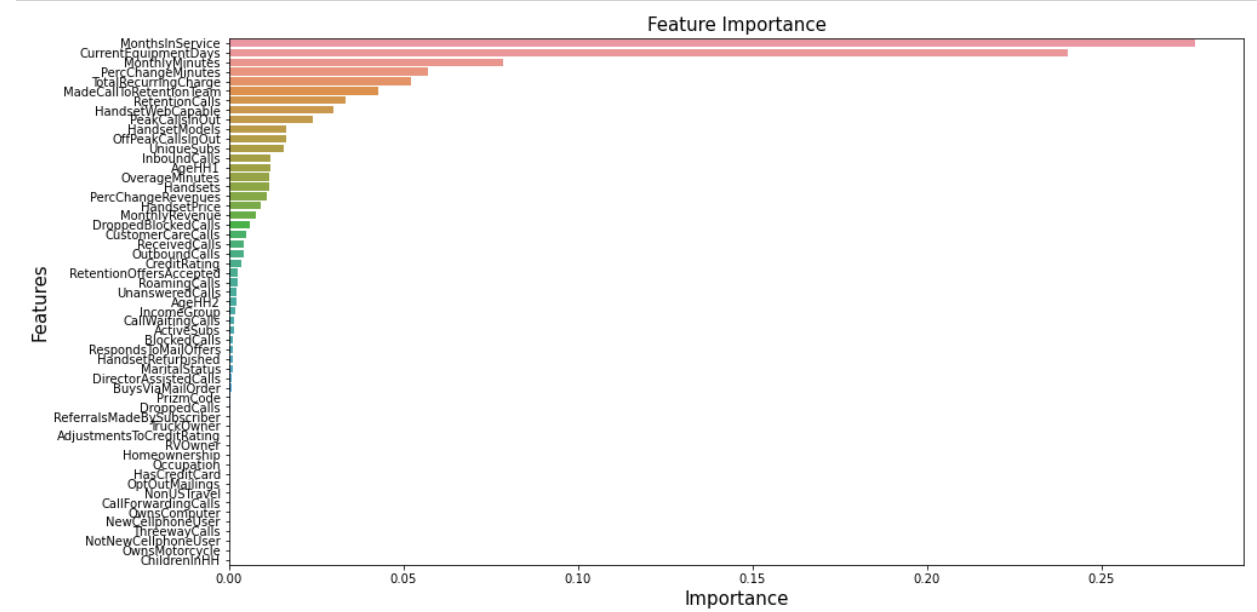 Feature Importance
MonthsInService
CurrentEquipmentDays
MonthlyMinutes
PercChangeMinutes
TotalRecurringCharge
MadeCallToRetentionTeam
RetentionCalls
HandsetWebCapable
PeakCallsInOut
HandsetModels
OffPeakCallsInOut
UniqueSubs
InboundCalls
AgeHH1
OverageMinutes
Handsets
PercChangeRevenues
HandsetPrice
MonthlyRevenue
DroppedBlockedCalls
CustomerCareCalls
ReceivedCalls
OutboundCalls
CreditRating
RetentionOffersAccepted
RoamingCalls
UnansweredCalls
AgeHH2
IncomeGroup
CallWaitingCalls
ActiveSubs
BlockedCalls
RespondsToMailOffers
HandsetRefurbished
MaritalStatus
DirectorAssistedCalls
BuysViaMailOrder
PrizmCode
DroppedCalls
ReferralsMadeBySubscriber
TruckOwner
AdjustmentsToCreditRating
RVOwner
Homeownership
Occupation
HasCreditCard
OptOutMailings
NonUSTravel
CallForwardingCalls
OwnsComputer
NewCellphoneUser
ThreewayCalls
NotNewCellphoneUser
OwnsMotorcycle
ChildrenInHH
Features
0.00 0.05 0.10 0.15 0.20 0.25
Importance